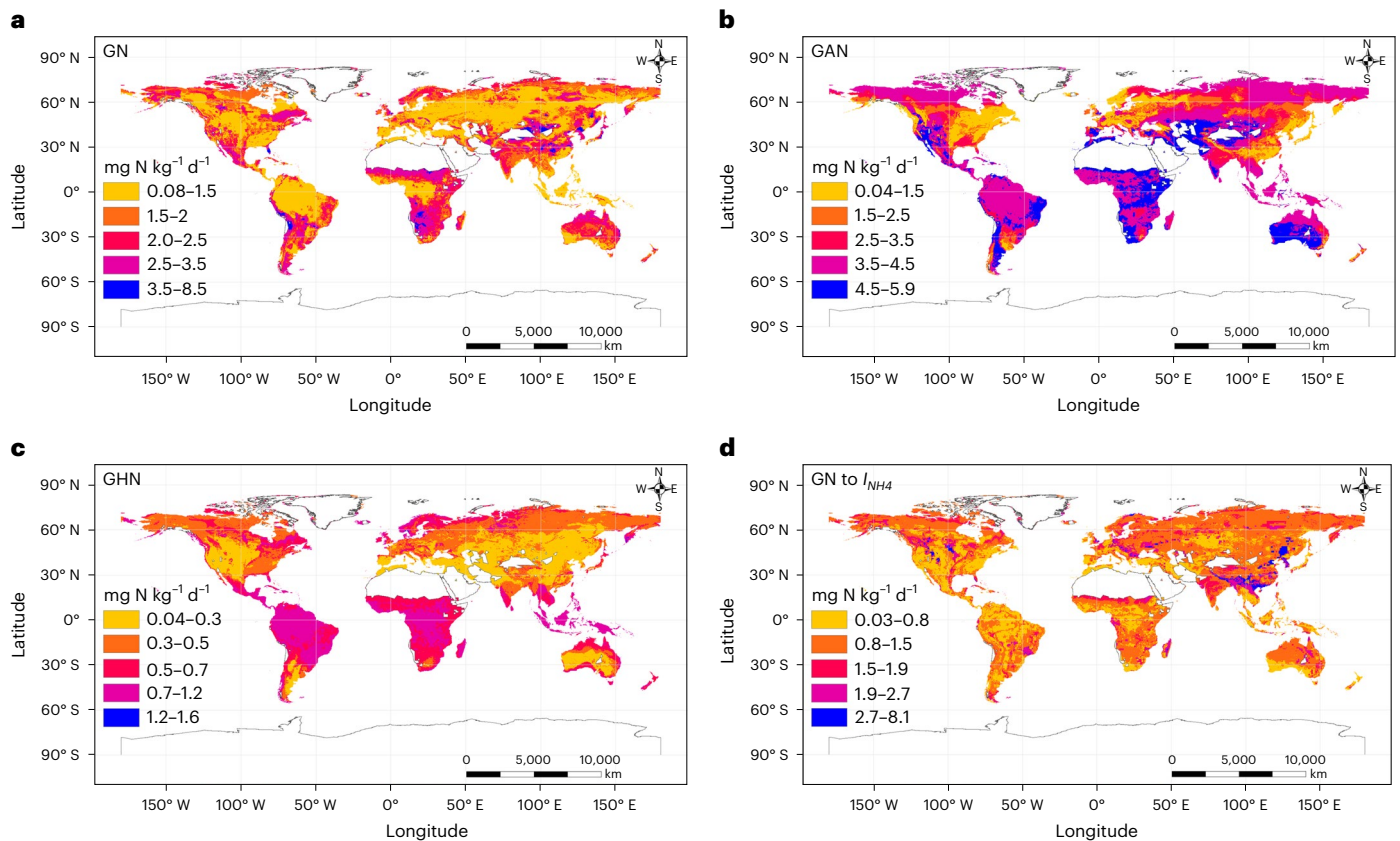 a
GN
N
W E
S
90° N
60° N
30° N
0°
30° S
60° S
90° S
Latitude
mg N kg⁻¹ d⁻¹
0.08–1.5
1.5–2
2.0–2.5
2.5–3.5
3.5–8.5
0 5,000 10,000
km
150° W 100° W 50° W 0° 50° E 100° E 150° E
Longitude
b
GAN
N
W E
S
90° N
60° N
30° N
0°
30° S
60° S
90° S
Latitude
mg N kg⁻¹ d⁻¹
0.04–1.5
1.5–2.5
2.5–3.5
3.5–4.5
4.5–5.9
0 5,000 10,000
km
150° W 100° W 50° W 0° 50° E 100° E 150° E
Longitude
c
GHN
N
W E
S
90° N
60° N
30° N
0°
30° S
60° S
90° S
Latitude
mg N kg⁻¹ d⁻¹
0.04–0.3
0.3–0.5
0.5–0.7
0.7–1.2
1.2–1.6
0 5,000 10,000
km
150° W 100° W 50° W 0° 50° E 100° E 150° E
Longitude
d
GN to I_NH4
N
W E
S
90° N
60° N
30° N
0°
30° S
60° S
90° S
Latitude
mg N kg⁻¹ d⁻¹
0.03–0.8
0.8–1.5
1.5–1.9
1.9–2.7
2.7–8.1
0 5,000 10,000
km
150° W 100° W 50° W 0° 50° E 100° E 150° E
Longitude